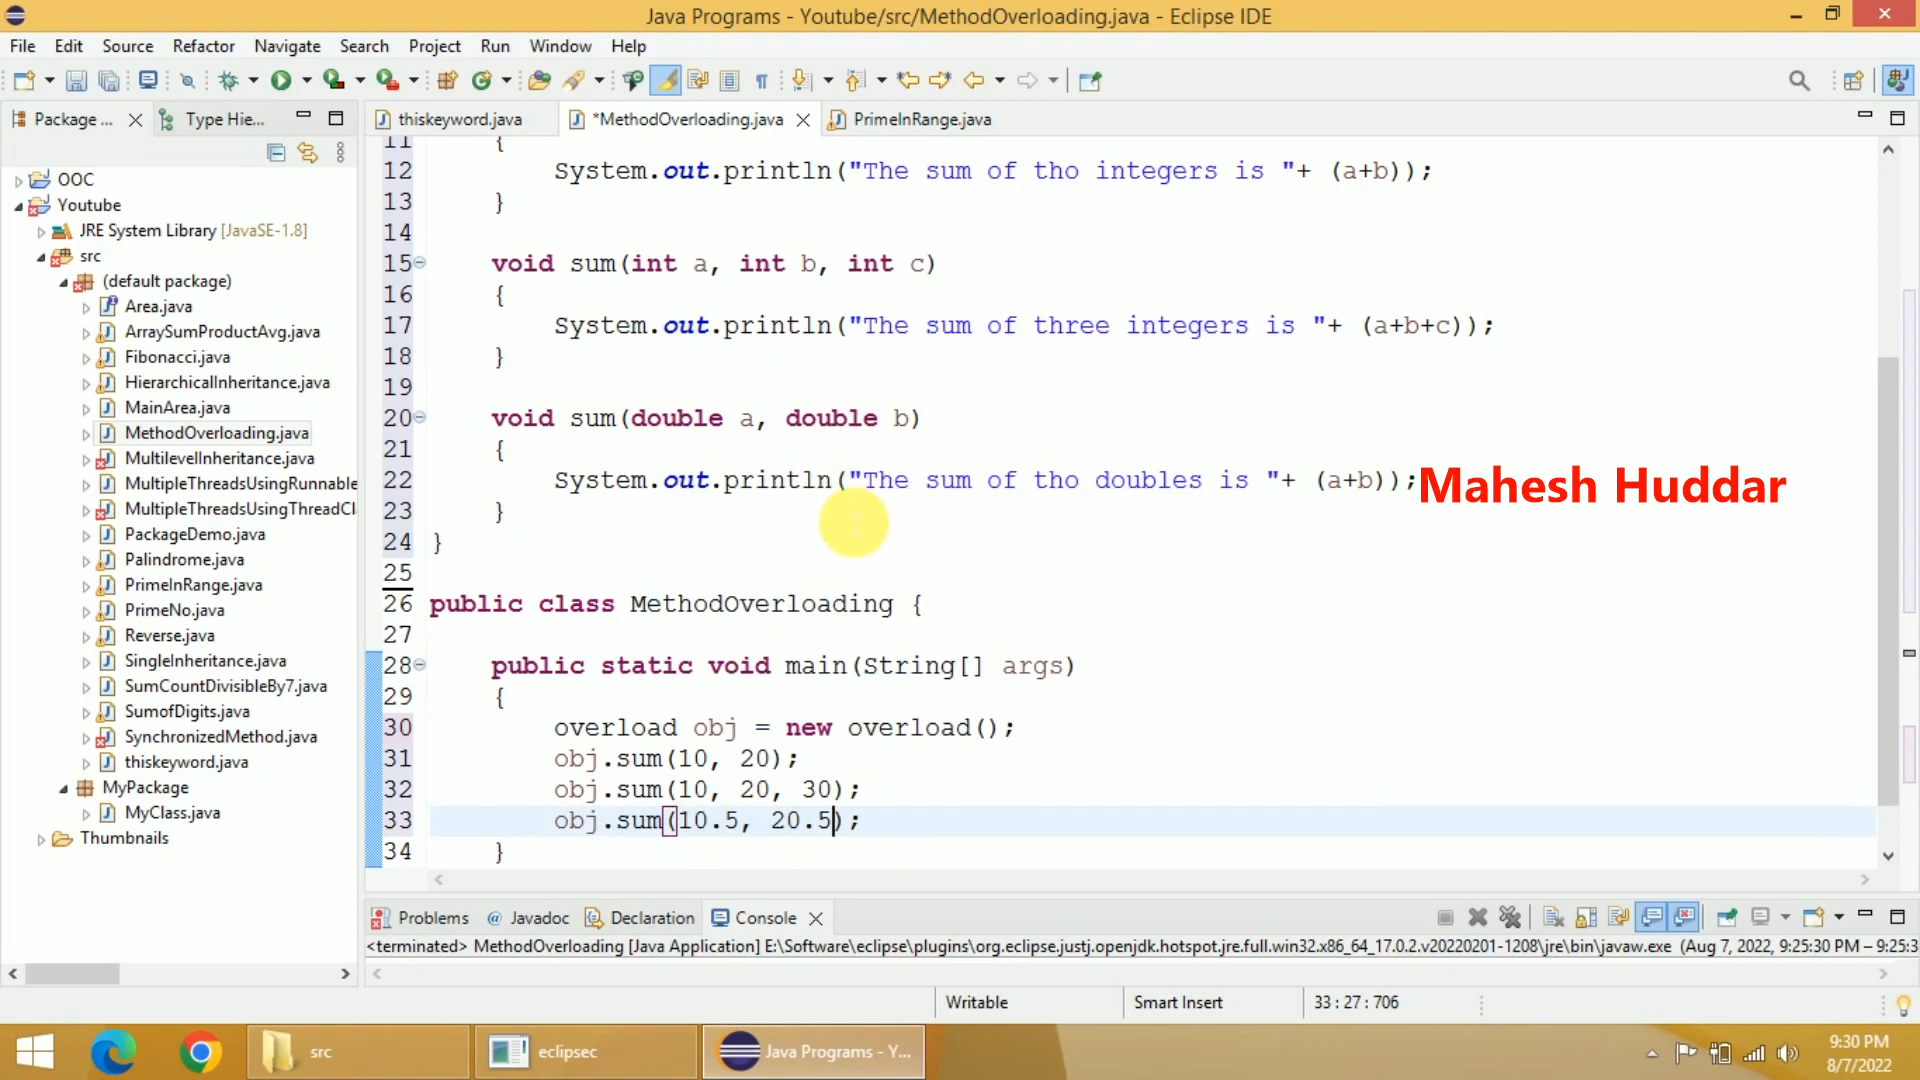 Java Programs - Youtube/src/MethodOverloading.java - Eclipse IDE
File Edit Source Refactor Navigate Search Project Run Window Help
Package ... Type Hie...
thiskeyword.java *MethodOverloading.java PrimeInRange.java
OOC
Youtube
JRE System Library [JavaSE-1.8]
src
(default package)
Area.java
ArraySumProductAvg.java
Fibonacci.java
HierarchicalInheritance.java
MainArea.java
MethodOverloading.java
MultilevelInheritance.java
MultipleThreadsUsingRunnable
MultipleThreadsUsingThreadCl
PackageDemo.java
Palindrome.java
PrimeInRange.java
PrimeNo.java
Reverse.java
SingleInheritance.java
SumCountDivisibleBy7.java
SumofDigits.java
SynchronizedMethod.java
thiskeyword.java
MyPackage
MyClass.java
Thumbnails
11 {
12 System.out.println("The sum of tho integers is "+ (a+b));
13 }
14
15 void sum(int a, int b, int c)
16 {
17 System.out.println("The sum of three integers is "+ (a+b+c));
18 }
19
20 void sum(double a, double b)
21 {
22 System.out.println("The sum of tho doubles is "+ (a+b));
Mahesh Huddar
23 }
24 }
25
26 public class MethodOverloading {
27
28 public static void main(String[] args)
29 {
30 overload obj = new overload();
31 obj.sum(10, 20);
32 obj.sum(10, 20, 30);
33 obj.sum(10.5, 20.5);
34 }
Problems Javadoc Declaration Console
<terminated> MethodOverloading [Java Application] E:\Software\eclipse\plugins\org.eclipse.justj.openjdk.hotspot.jre.full.win32.x86_64_17.0.2.v20220201-1208\jre\bin\javaw.exe (Aug 7, 2022, 9:25:30 PM – 9:25:3
Writable Smart Insert 33 : 27 : 706
src eclipsec Java Programs - Y...
9:30 PM
8/7/2022